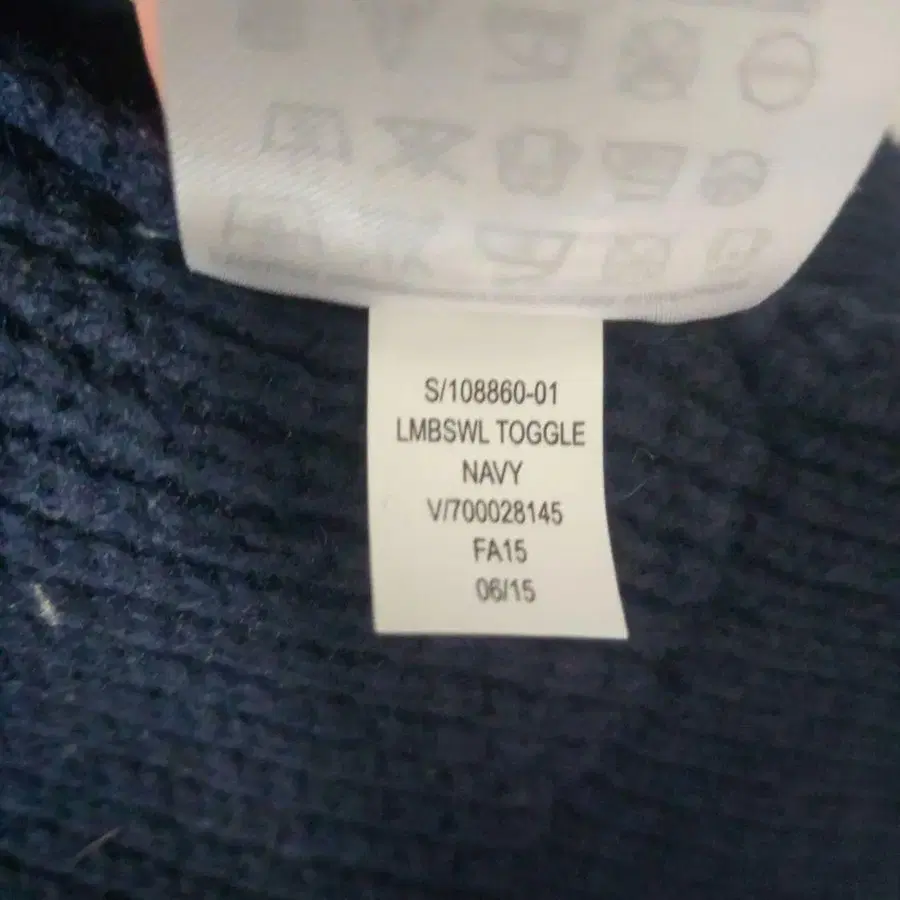 S/108860-01
LMBSWL TOGGLE
NAVY
V/700028145
FA15
06/15